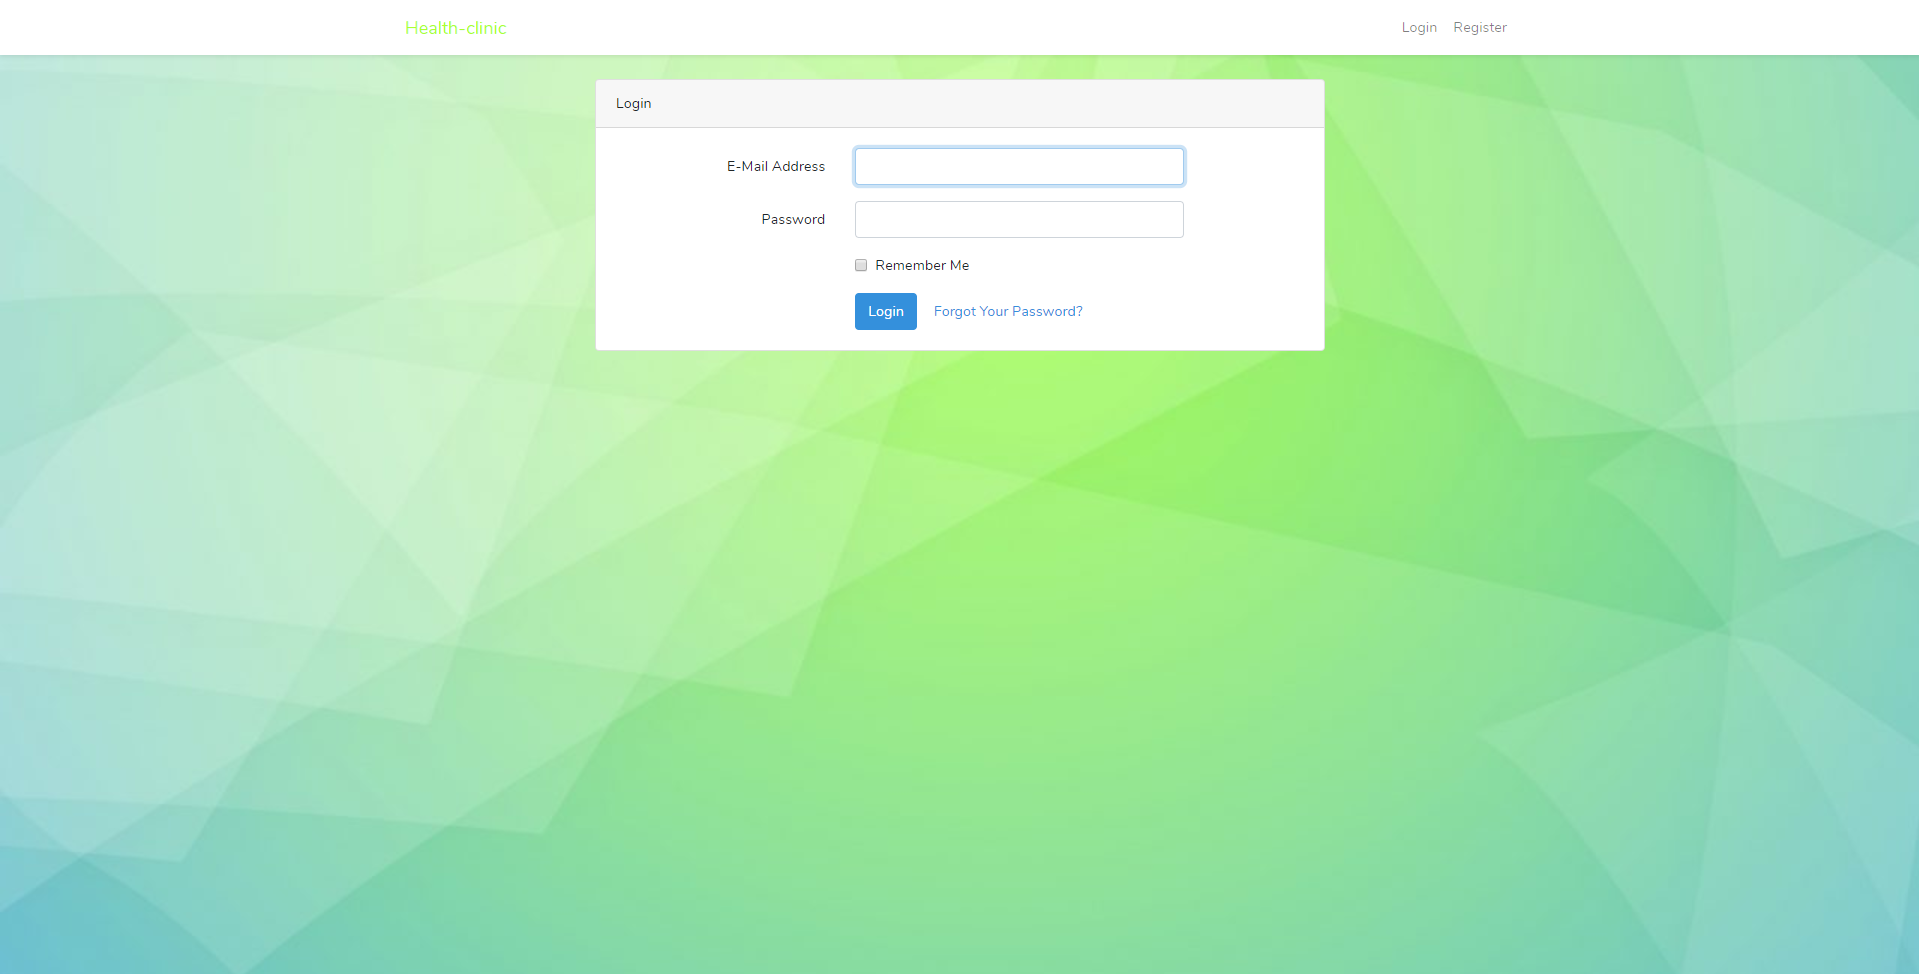 Health-clinic
Login Register
Login
E-Mail Address
Password
Remember Me
Login Forgot Your Password?